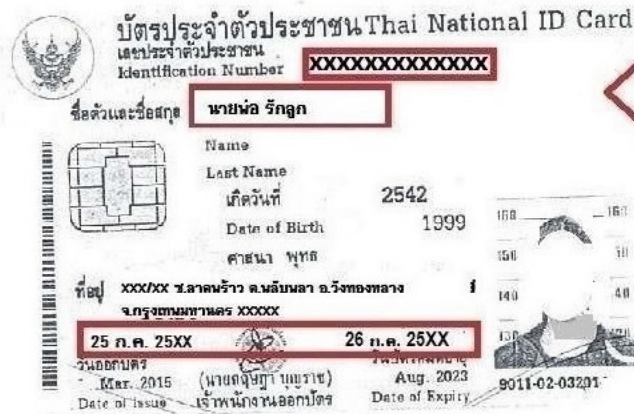 บัตรประจำตัวประชาชน Thai National ID Card
เลขประจำตัวประชาชน
Identification Number XXXXXXXXXXXXX
ชื่อตัวและชื่อสกุล นายพ่อ รักลูก
Name
Last Name
เกิดวันที่ 2542
Date of Birth 1999
ศาสนา พุทธ
ที่อยู่ XXX/XX ซ.ลาดพร้าว ต.พลับพลา อ.วังทองหลาง
จ.กรุงเทพมหานคร XXXXX
25 ก.ค. 25XX 26 ก.ค. 25XX
วันออกบัตร
Mar. 2015 Aug. 2023
Date of Issue เจ้าพนักงานออกบัตร Date of Expiry
160 160
150
140
9011-02-03201